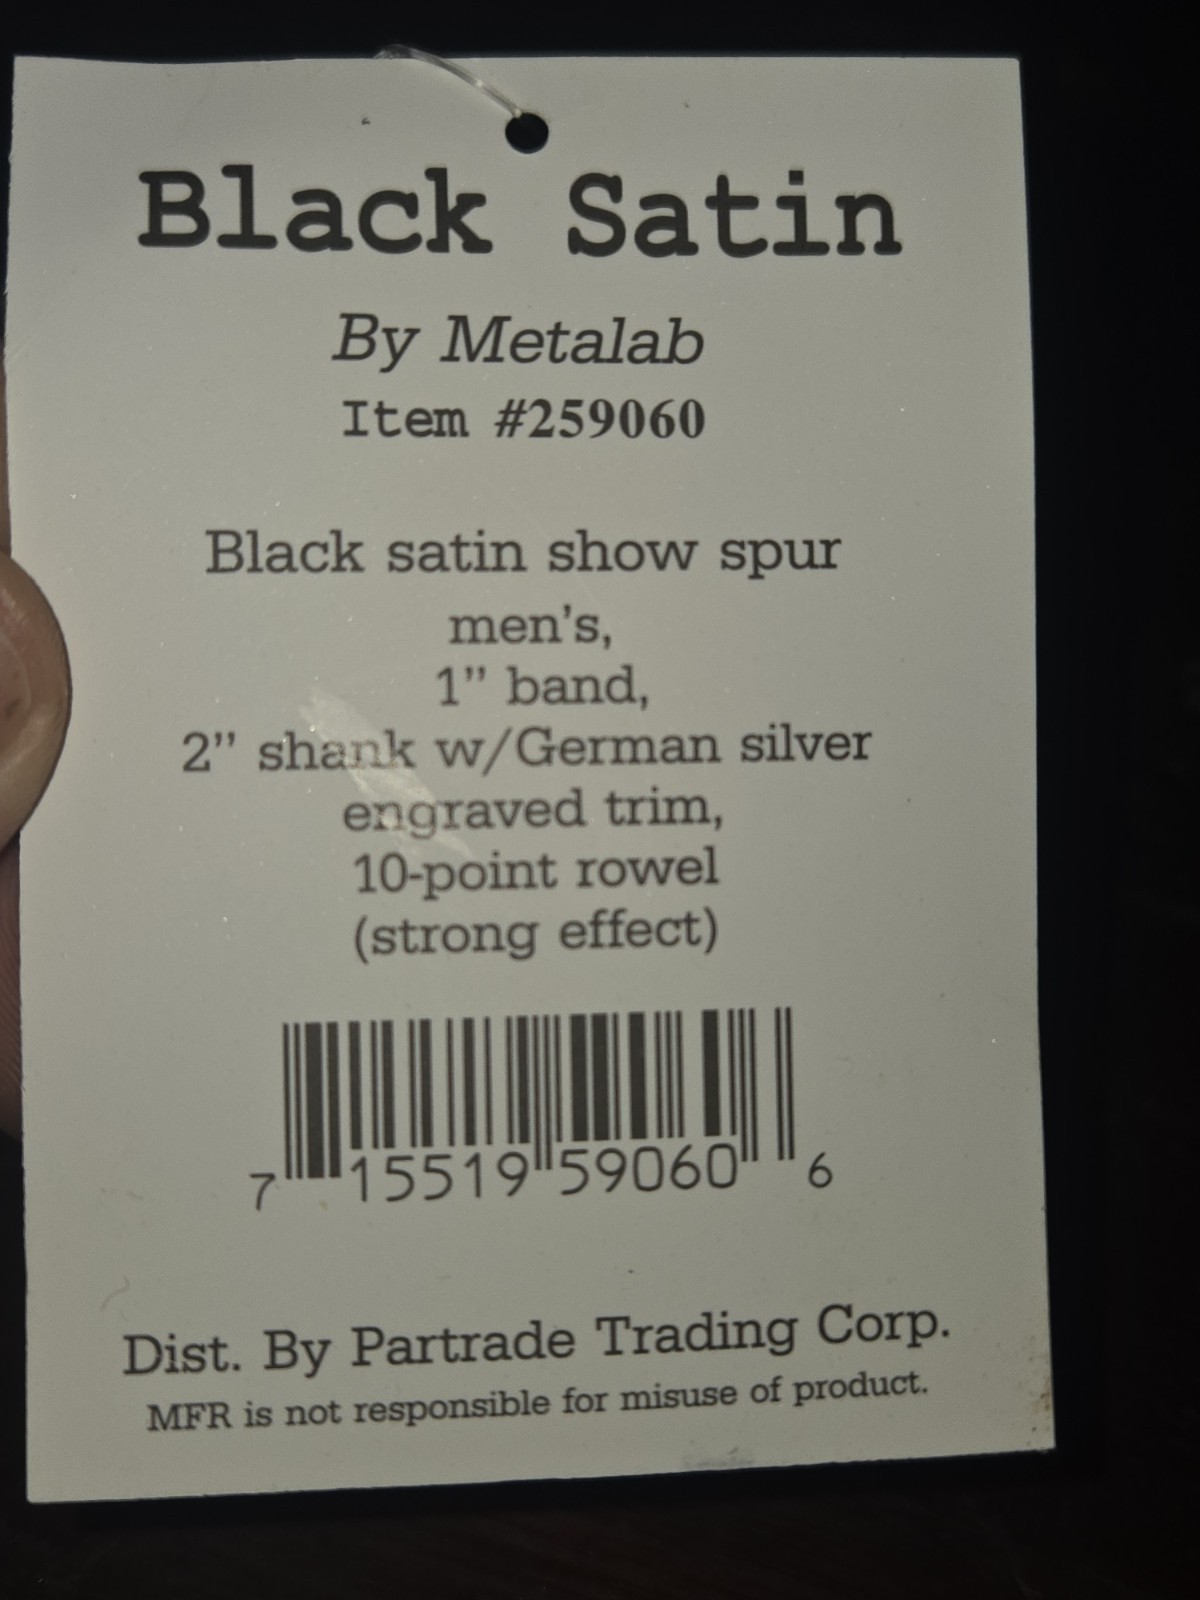 Black Satin
By Metalab
Item #259060
Black satin show spur
men's,
1" band,
2" shank w/German silver
engraved trim,
10-point rowel
(strong effect)
7 15519 59060 6
Dist. By Partrade Trading Corp.
MFR is not responsible for misuse of product.